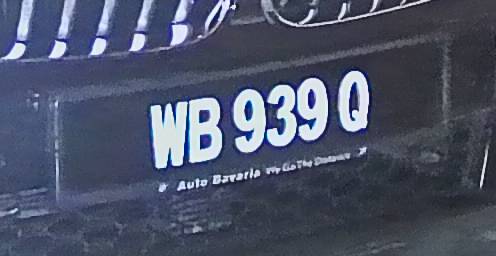 WB 939 Q
Auto Bavaria We Go The Distance